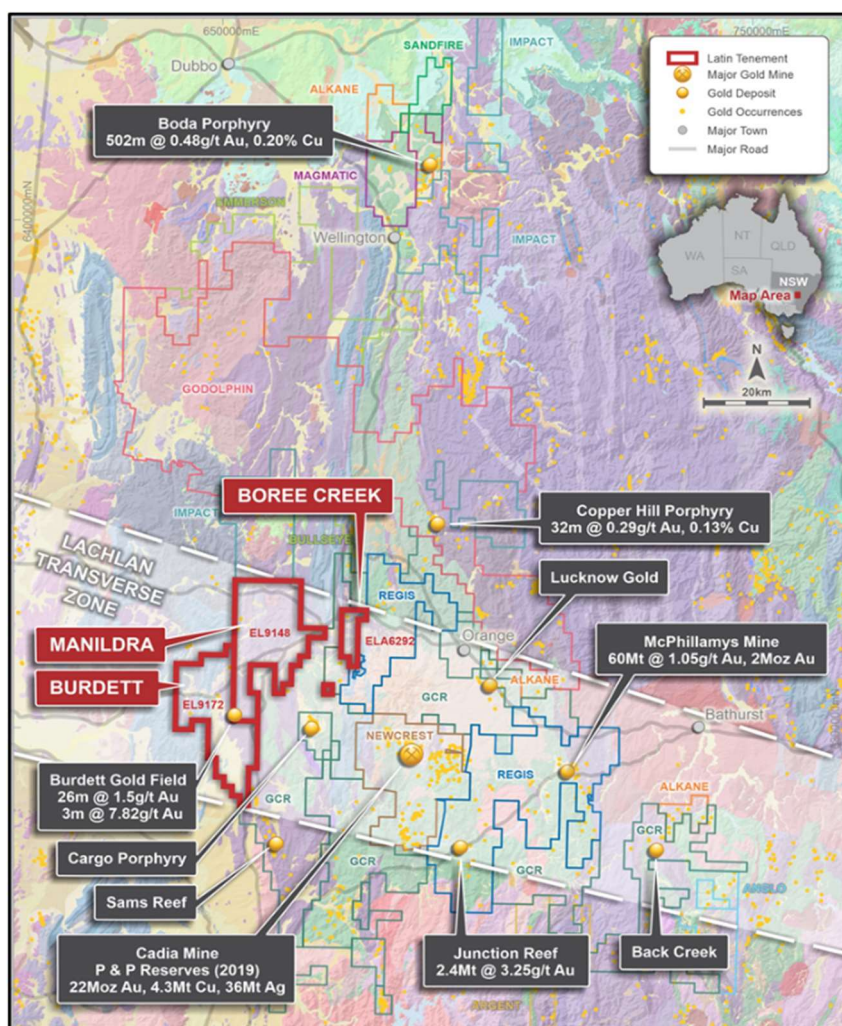 650000mE
750000mE
6400000mN
Dubbo
SANDFIRE
IMPACT
ALKANE
Latin Tenement
Major Gold Mine
Gold Deposit
Gold Occurrences
Major Town
Major Road
Boda Porphyry
502m @ 0.48g/t Au, 0.20% Cu
MAGMATIC
EMMERSON
Wellington
IMPACT
WA
NT
QLD
SA
NSW
Map Area
N
20km
GODOLPHIN
BOREE CREEK
IMPACT
BULLSEYE
Copper Hill Porphyry
32m @ 0.29g/t Au, 0.13% Cu
LACHLAN
TRANSVERSE
ZONE
REGIS
Lucknow Gold
EL9148
ELA6292
Orange
MANILDRA
McPhillamys Mine
60Mt @ 1.05g/t Au, 2Moz Au
BURDETT
EL9172
GCR
ALKANE
Bathurst
NEWCREST
REGIS
Burdett Gold Field
26m @ 1.5g/t Au
3m @ 7.82g/t Au
GCR
ALKANE
GCR
Cargo Porphyry
GCR
GCR
ANGLO
Sams Reef
Cadia Mine
P & P Reserves (2019)
22Moz Au, 4.3Mt Cu, 36Mt Ag
Junction Reef
2.4Mt @ 3.25g/t Au
Back Creek
ARGENT